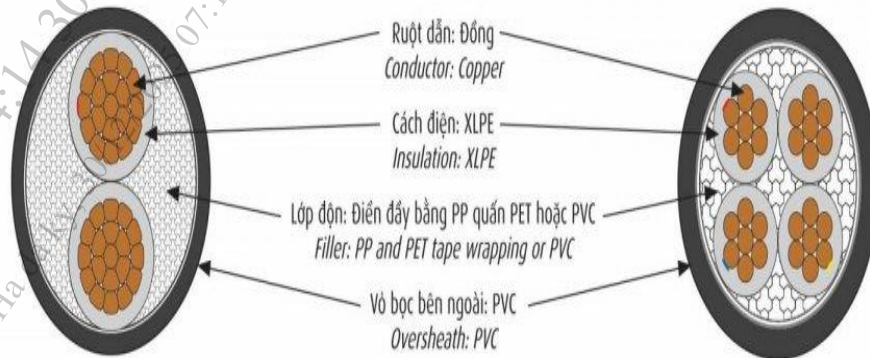 Ruột dẫn: Đồng
Conductor: Copper
Cách điện: XLPE
Insulation: XLPE
Lớp độn: Điền đầy bằng PP quấn PET hoặc PVC
Filler: PP and PET tape wrapping or PVC
Vỏ bọc bên ngoài: PVC
Oversheath: PVC